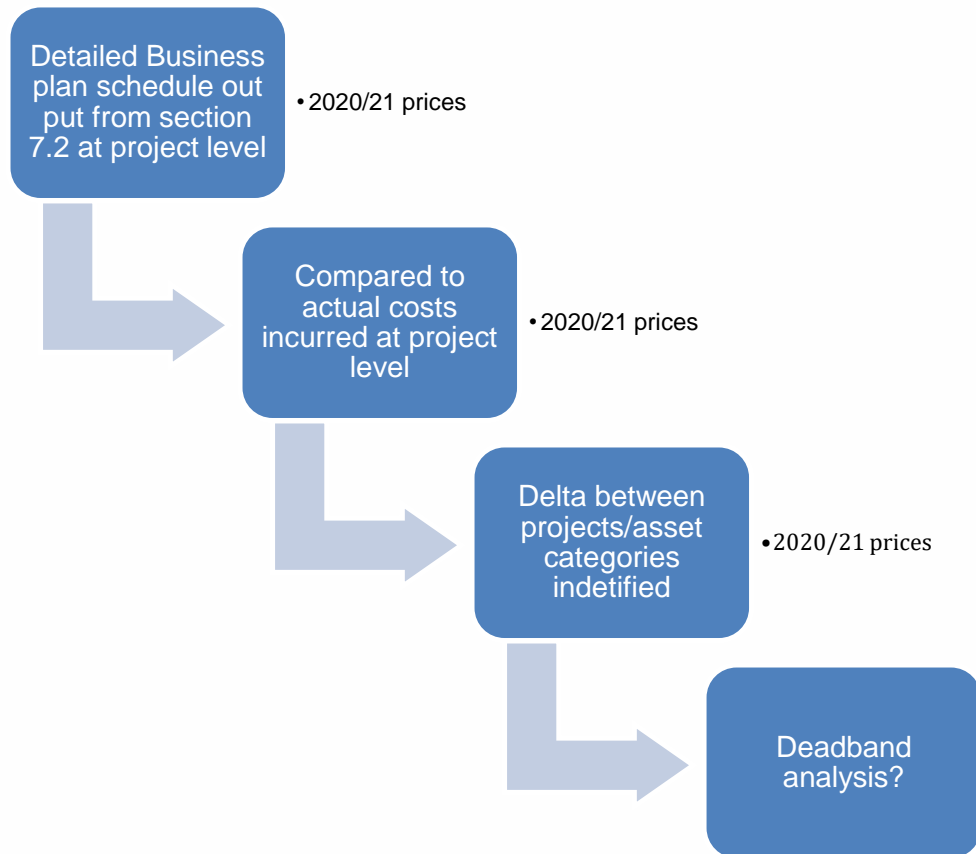 Detailed Business
plan schedule out
put from section
7.2 at project level
• 2020/21 prices
Compared to
actual costs
incurred at project
level
• 2020/21 prices
Delta between
projects/asset
categories
indetified
• 2020/21 prices
Deadband
analysis?